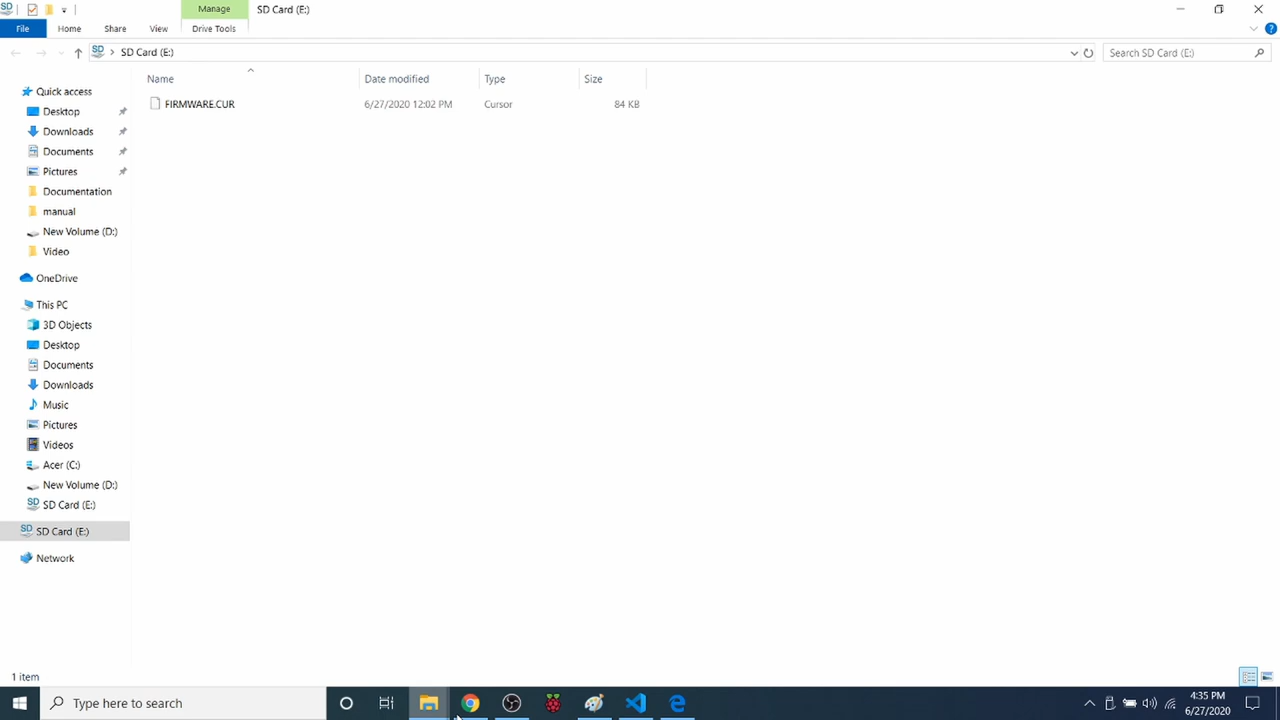 Manage
SD Card (E:)
File
Home
Share
View
Drive Tools
SD Card (E:)
Search SD Card (E:)
Name
Date modified
Type
Size
FIRMWARE.CUR
6/27/2020 12:02 PM
Cursor
84 KB
Quick access
Desktop
Downloads
Documents
Pictures
Documentation
manual
New Volume (D:)
Video
OneDrive
This PC
3D Objects
Desktop
Documents
Downloads
Music
Pictures
Videos
Acer (C:)
New Volume (D:)
SD Card (E:)
SD Card (E:)
Network
1 item
Type here to search
4:35 PM
6/27/2020